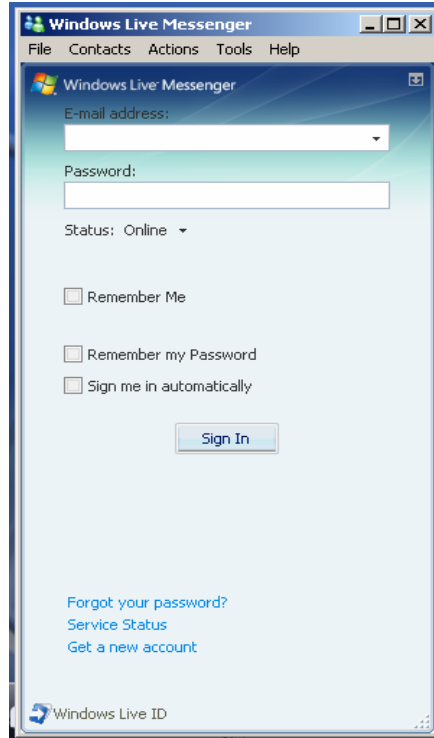 Windows Live Messenger
File Contacts Actions Tools Help
Windows Live Messenger
E-mail address:
Password:
Status: Online
Remember Me
Remember my Password
Sign me in automatically
Sign In
Forgot your password?
Service Status
Get a new account
Windows Live ID